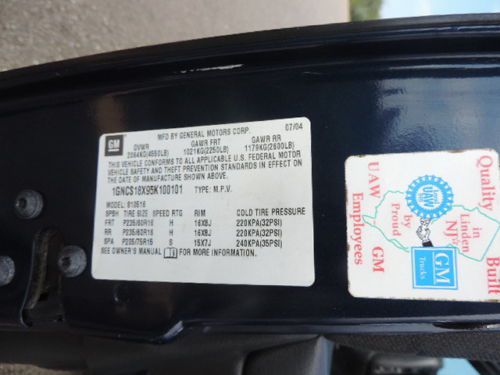 GM
MFD BY GENERAL MOTORS CORP. 07/04
GVWR GAWR FRT GAWR RR
2064KG(4550LB) 1021KG(2250LB) 1179KG(2600LB)
THIS VEHICLE CONFORMS TO ALL APPLICABLE U.S. FEDERAL MOTOR
VEHICLE SAFETY AND THEFT PREVENTION STANDARDS IN EFFECT
ON THE DATE OF MANUFACTURE SHOWN ABOVE.
1GNCS18X95K100101 TYPE: M.P.V.
MODEL: S10516
TIRE SIZE SPEED RTG RIM COLD TIRE PRESSURE
FRT P235/60R16 H 16X8J 220KPA(32PSI)
RR P235/60R16 H 16X8J 220KPA(32PSI)
SPA P235/75R15 S 15X7J 240KPA(35PSI)
SEE OWNER'S MANUAL FOR MORE INFORMATION.
Quality Built
in Linden NJ
by Proud
UAW GM Employees
UAW
GM
Trucks